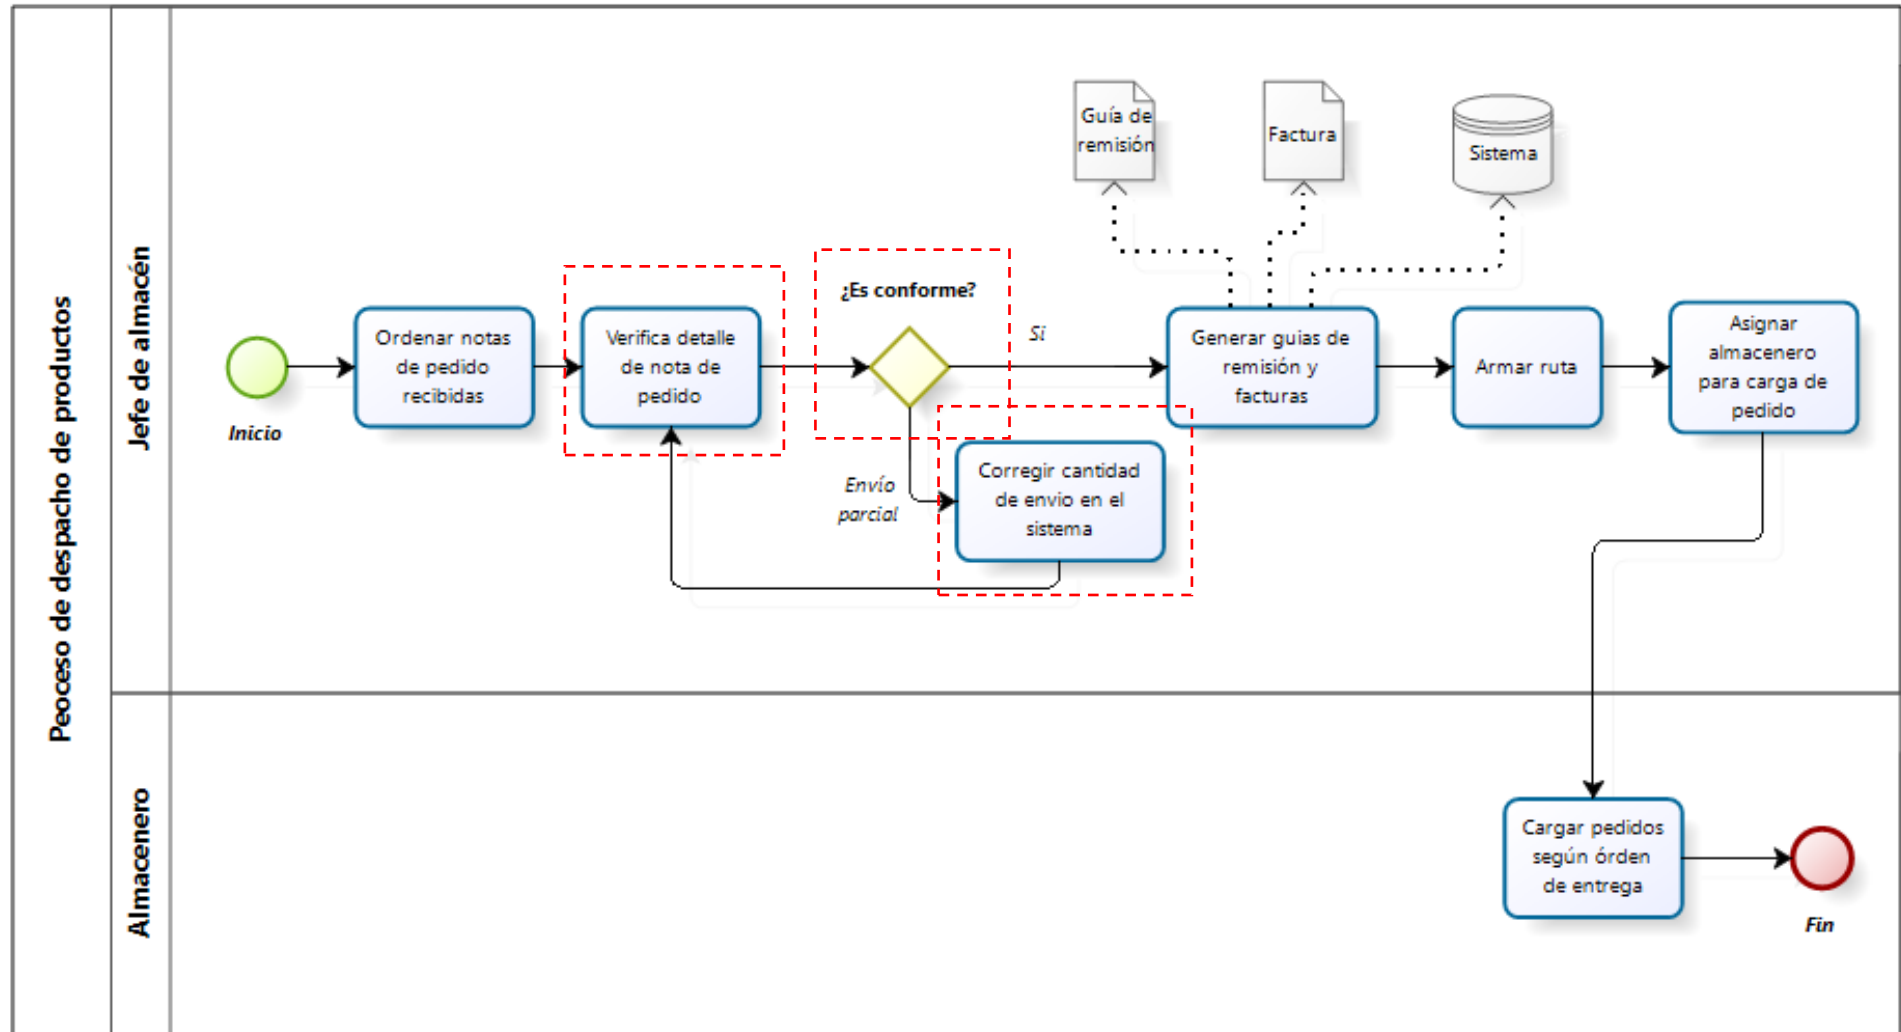 Peoceso de despacho de productos
Jefe de almacén
Inicio
Ordenar notas
de pedido
recibidas
Verifica detalle
de nota de
pedido
¿Es conforme?
Si
Envío
parcial
Corregir cantidad
de envio en el
sistema
Guía de
remisión
Factura
Sistema
Generar guias de
remisión y
facturas
Armar ruta
Asignar
almacenero
para carga de
pedido
Almacenero
Cargar pedidos
según órden
de entrega
Fin